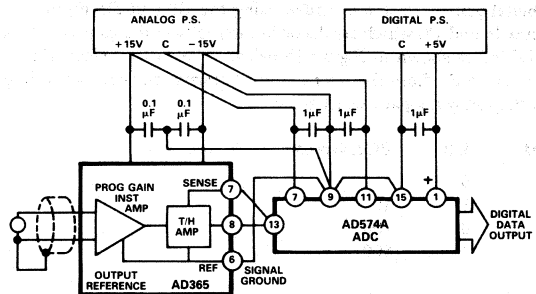 ANALOG P.S.
+15V C −15V
DIGITAL P.S.
C +5V
0.1 μF
0.1 μF
1μF
1μF
1μF
PROG GAIN
INST
AMP
SENSE
7
T/H
AMP
8
REF
6
OUTPUT
REFERENCE
AD365
SIGNAL
GROUND
7
9
11
15
+
1
13
AD574A
ADC
DIGITAL
DATA
OUTPUT